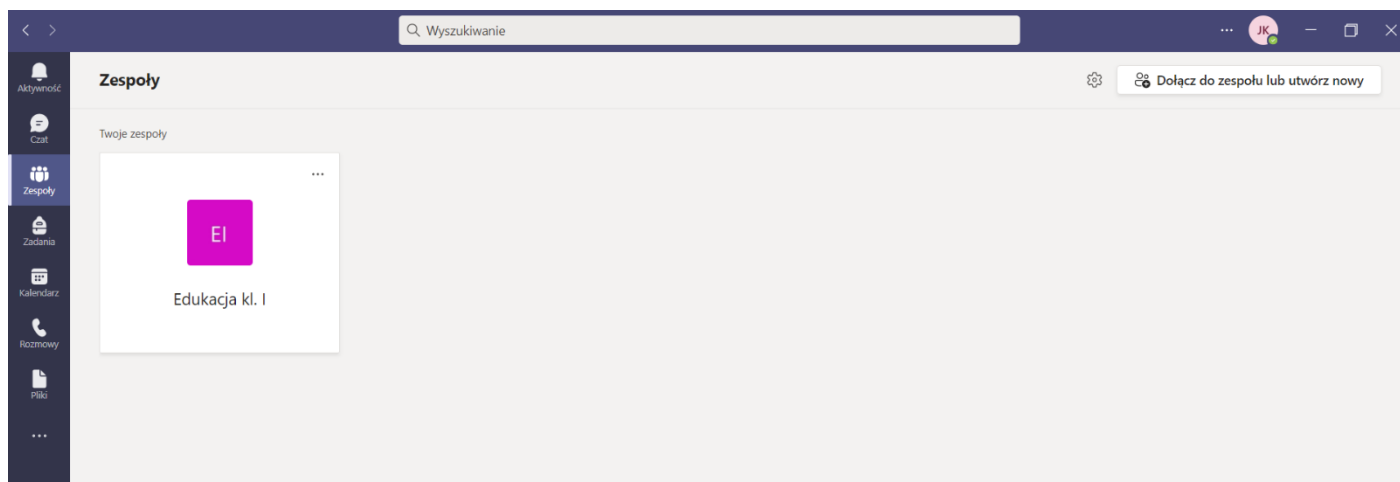 Wyszukiwanie
JK
Aktywność
Czat
Zespoły
Zadania
Kalendarz
Rozmowy
Pliki
Zespoły
Dołącz do zespołu lub utwórz nowy
Twoje zespoły
EI
Edukacja kl. I